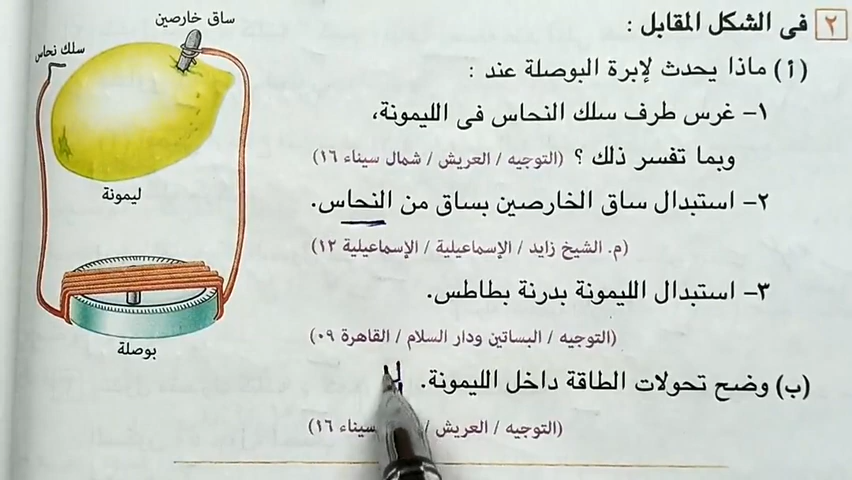 ٢ فى الشكل المقابل :
(أ) ماذا يحدث لإبرة البوصلة عند :
١- غرس طرف سلك النحاس فى الليمونة،
وبما تفسر ذلك ؟ (التوجيه / العريش / شمال سيناء ١٦)
٢- استبدال ساق الخارصين بساق من النحاس.
(م. الشيخ زايد / الإسماعيلية / الإسماعيلية ١٢)
٣- استبدال الليمونة بدرنة بطاطس.
(التوجيه / البساتين ودار السلام / القاهرة ٠٩)
(ب) وضح تحولات الطاقة داخل الليمونة.
(التوجيه / العريش / سيناء ١٦)
ساق خارصين
سلك نحاس
ليمونة
بوصلة